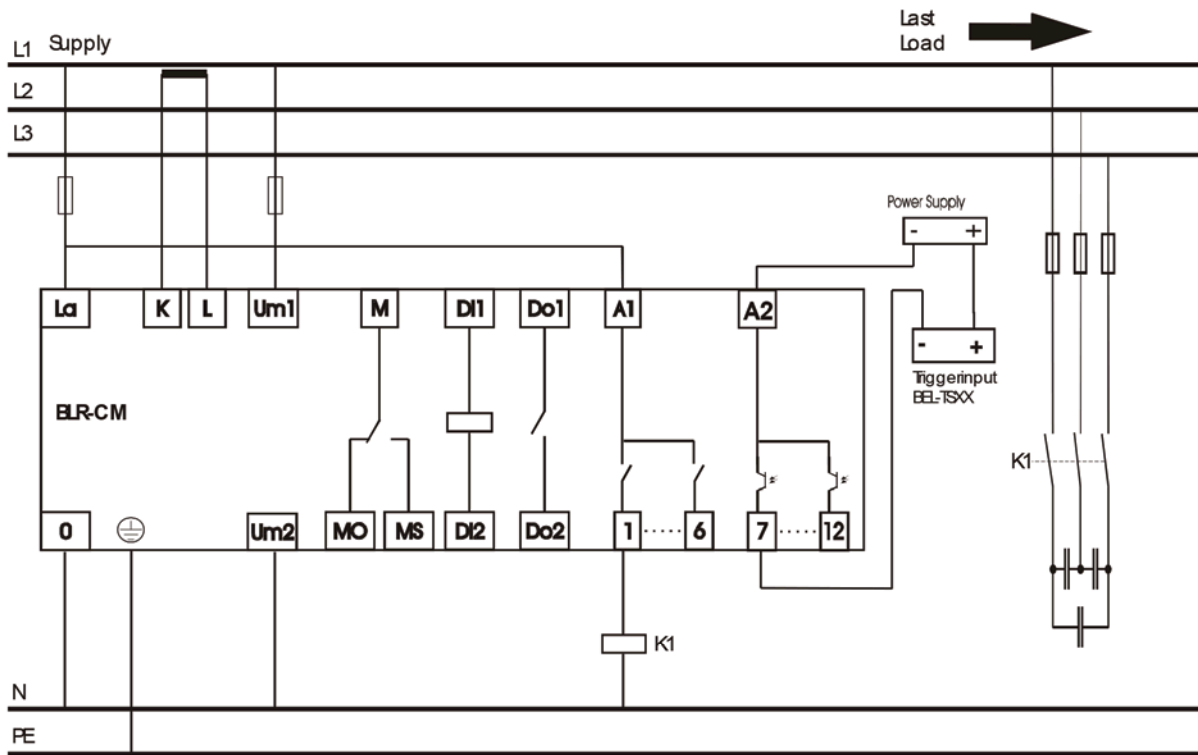 Last
Load
L1 Supply
L2
L3
Power Supply
- +
La K L Um1 M DI1 Do1 A1 A2
- +
Triggerinput
BEL-TSXX
BLR-CM
K1
0 Um2 MO MS DI2 Do2 1 ...... 6 7 ...... 12
K1
N
PE